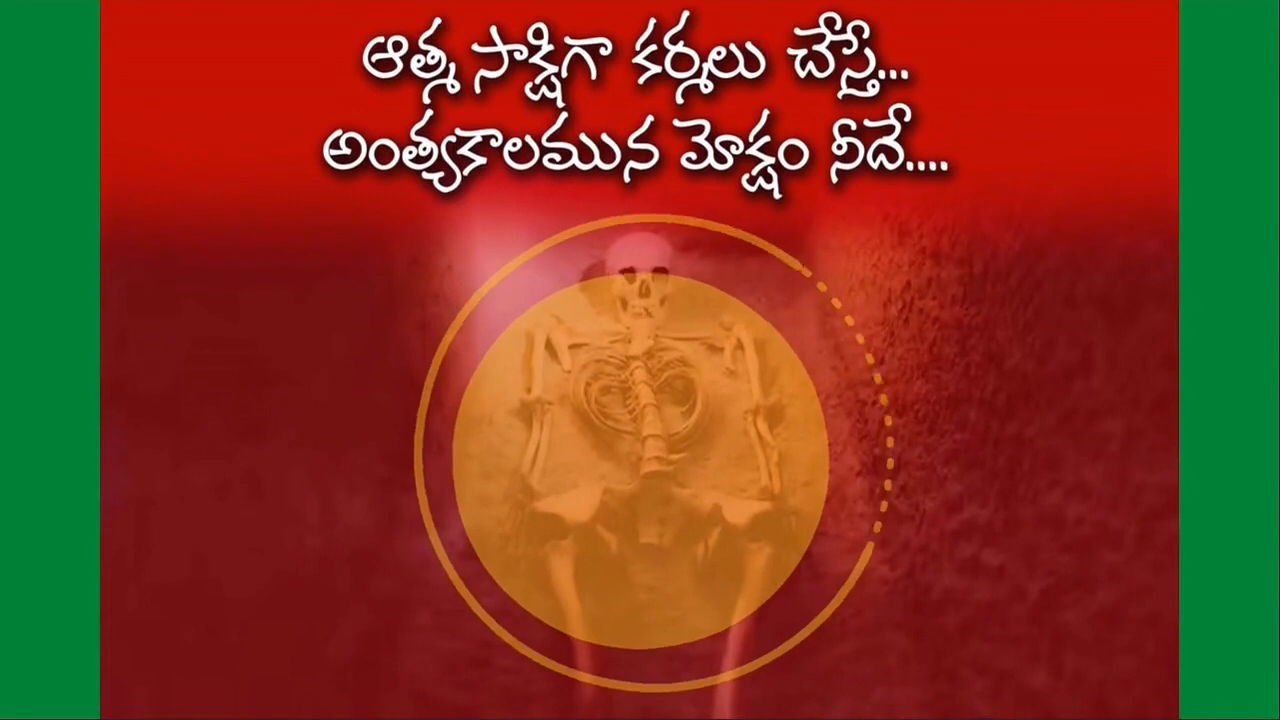 ఆత్మ సాక్షిగా కర్మలు చేస్తే...
అంత్యకాలమున మోక్షం నీదే....